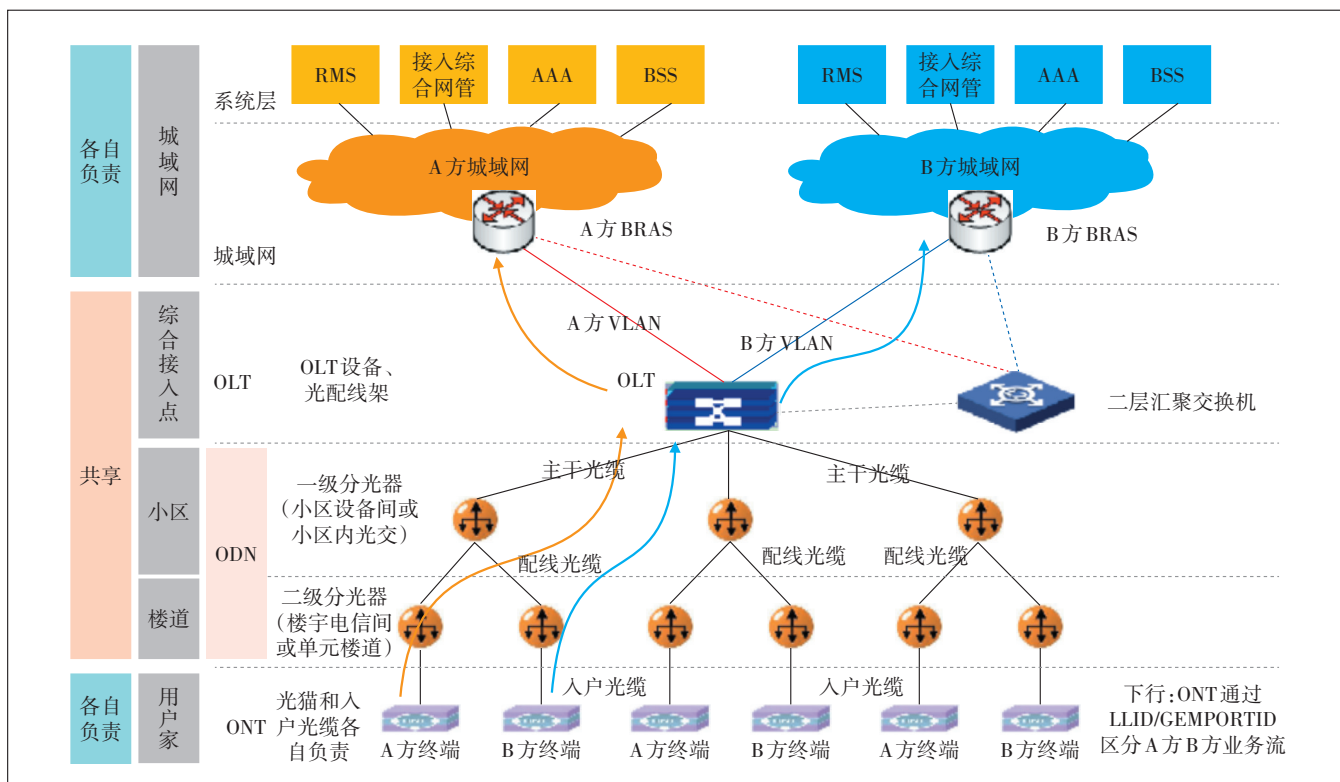 RMS
接入综
合网管
AAA
BSS
RMS
接入综
合网管
AAA
BSS
系统层
各自
负责
城
域
网
A方城域网
B方城域网
A方BRAS
B方BRAS
城域网
共享
综
合
接
入
点
OLT
OLT设备、
光配线架
A方VLAN
B方VLAN
OLT
二层汇聚交换机
小区
ODN
一级分光器
(小区设备间或
小区内光交)
主干光缆
主干光缆
配线光缆
配线光缆
配线光缆
楼道
二级分光器
(楼宇电信间
或单元楼道)
各自
负责
用
户
家
ONT
光猫和入
户光缆各
自负责
入户光缆
入户光缆
A方终端
B方终端
A方终端
B方终端
A方终端
B方终端
下行:ONT通过
LLID/GEMPORTID
区分A方B方业务流